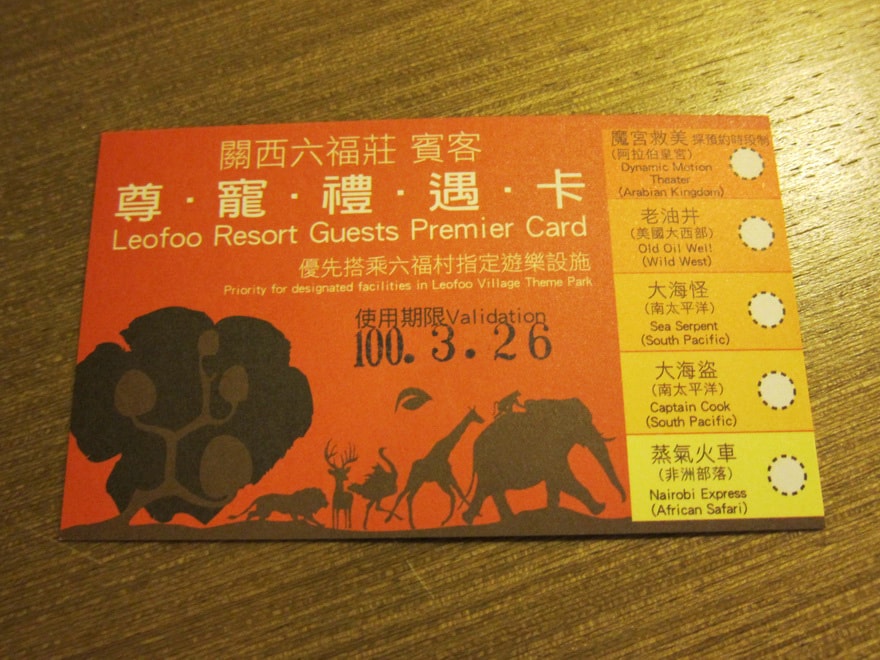 關西六福莊 賓客
尊・寵・禮・遇・卡
Leofoo Resort Guests Premier Card
優先搭乘六福村指定遊樂設施
Priority for designated facilities in Leofoo Village Theme Park
使用期限Validation
100.3.26
魔宮救美 採預約時段制
(阿拉伯皇宮)
Dynamic Motion
Theater
(Arabian Kingdom)
老油井
(美國大西部)
Old Oil Well
(Wild West)
大海怪
(南太平洋)
Sea Serpent
(South Pacific)
大海盜
(南太平洋)
Captain Cook
(South Pacific)
蒸氣火車
(非洲部落)
Nairobi Express
(African Safari)